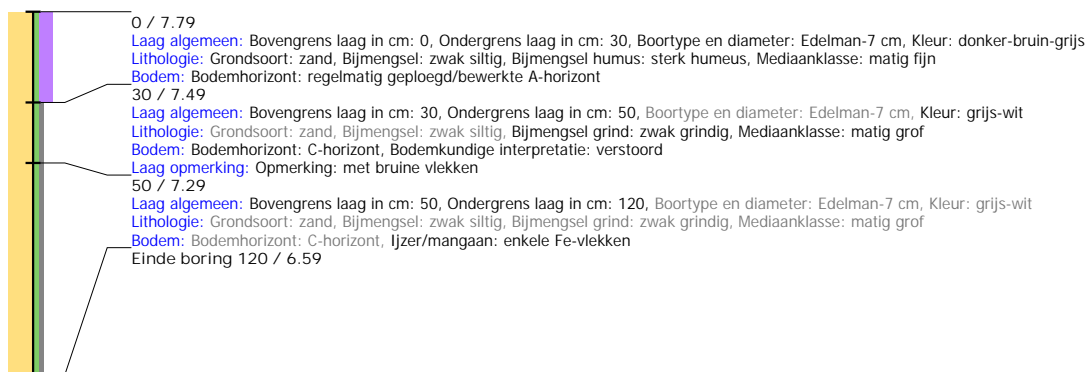 0 / 7.79
Laag algemeen: Bovengrens laag in cm: 0, Ondergrens laag in cm: 30, Boortype en diameter: Edelman-7 cm, Kleur: donker-bruin-grijs
Lithologie: Grondsoort: zand, Bijmengsel: zwak siltig, Bijmengsel humus: sterk humeus, Mediaanklasse: matig fijn
Bodem: Bodemhorizont: regelmatig geploegd/bewerkte A-horizont
30 / 7.49
Laag algemeen: Bovengrens laag in cm: 30, Ondergrens laag in cm: 50, Boortype en diameter: Edelman-7 cm, Kleur: grijs-wit
Lithologie: Grondsoort: zand, Bijmengsel: zwak siltig, Bijmengsel grind: zwak grindig, Mediaanklasse: matig grof
Bodem: Bodemhorizont: C-horizont, Bodemkundige interpretatie: verstoord
Laag opmerking: Opmerking: met bruine vlekken
50 / 7.29
Laag algemeen: Bovengrens laag in cm: 50, Ondergrens laag in cm: 120, Boortype en diameter: Edelman-7 cm, Kleur: grijs-wit
Lithologie: Grondsoort: zand, Bijmengsel: zwak siltig, Bijmengsel grind: zwak grindig, Mediaanklasse: matig grof
Bodem: Bodemhorizont: C-horizont, Ijzer/mangaan: enkele Fe-vlekken
Einde boring 120 / 6.59